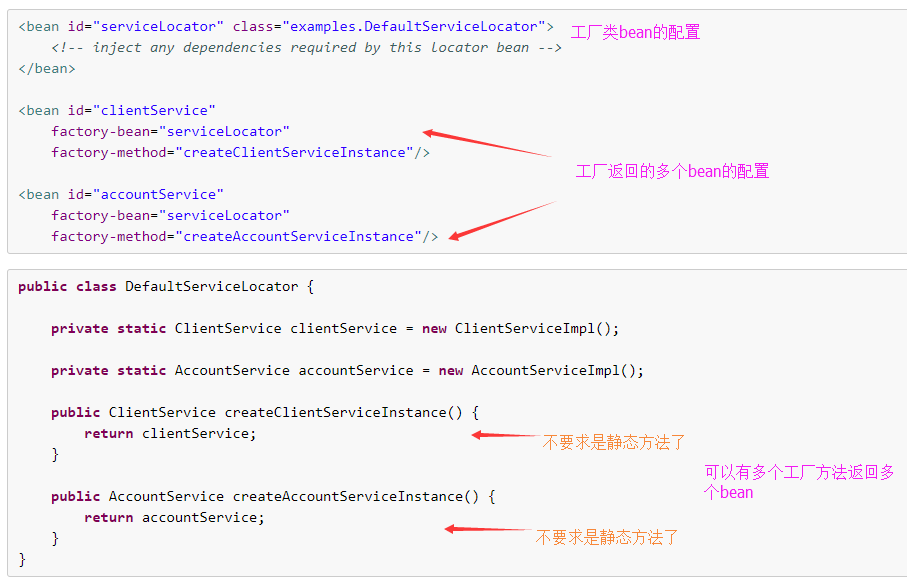 <bean id="serviceLocator" class="examples.DefaultServiceLocator">
工厂类bean的配置
<!-- inject any dependencies required by this locator bean -->
</bean>
<bean id="clientService"
factory-bean="serviceLocator"
factory-method="createClientServiceInstance"/>
工厂返回的多个bean的配置
<bean id="accountService"
factory-bean="serviceLocator"
factory-method="createAccountServiceInstance"/>
public class DefaultServiceLocator {
private static ClientService clientService = new ClientServiceImpl();
private static AccountService accountService = new AccountServiceImpl();
public ClientService createClientServiceInstance() {
return clientService;
不要求是静态方法了
}
可以有多个工厂方法返回多
个bean
public AccountService createAccountServiceInstance() {
return accountService;
不要求是静态方法了
}
}